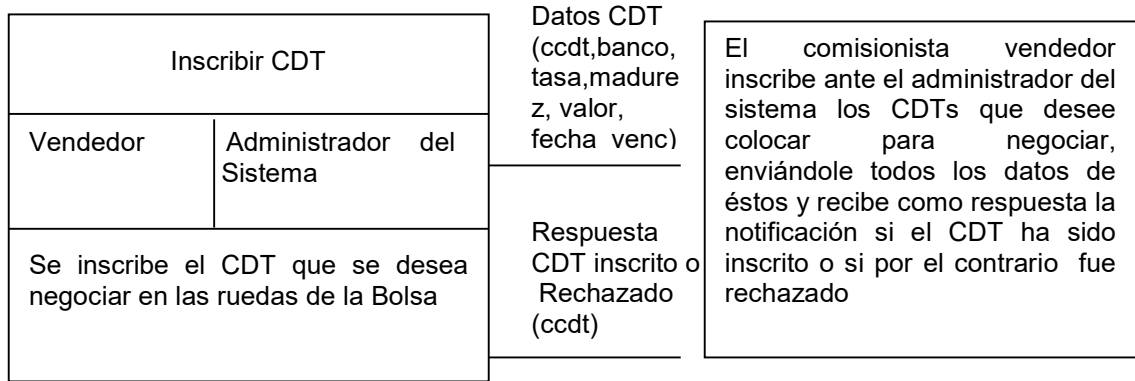 Inscribir CDT
Vendedor
Administrador del
Sistema
Se inscribe el CDT que se desea
negociar en las ruedas de la Bolsa
Datos CDT
(ccdt,banco,
tasa,madure
z, valor,
fecha venc)
Respuesta
CDT inscrito o
Rechazado
(ccdt)
El comisionista vendedor
inscribe ante el administrador del
sistema los CDTs que desee
colocar para negociar,
enviándole todos los datos de
éstos y recibe como respuesta la
notificación si el CDT ha sido
inscrito o si por el contrario fue
rechazado